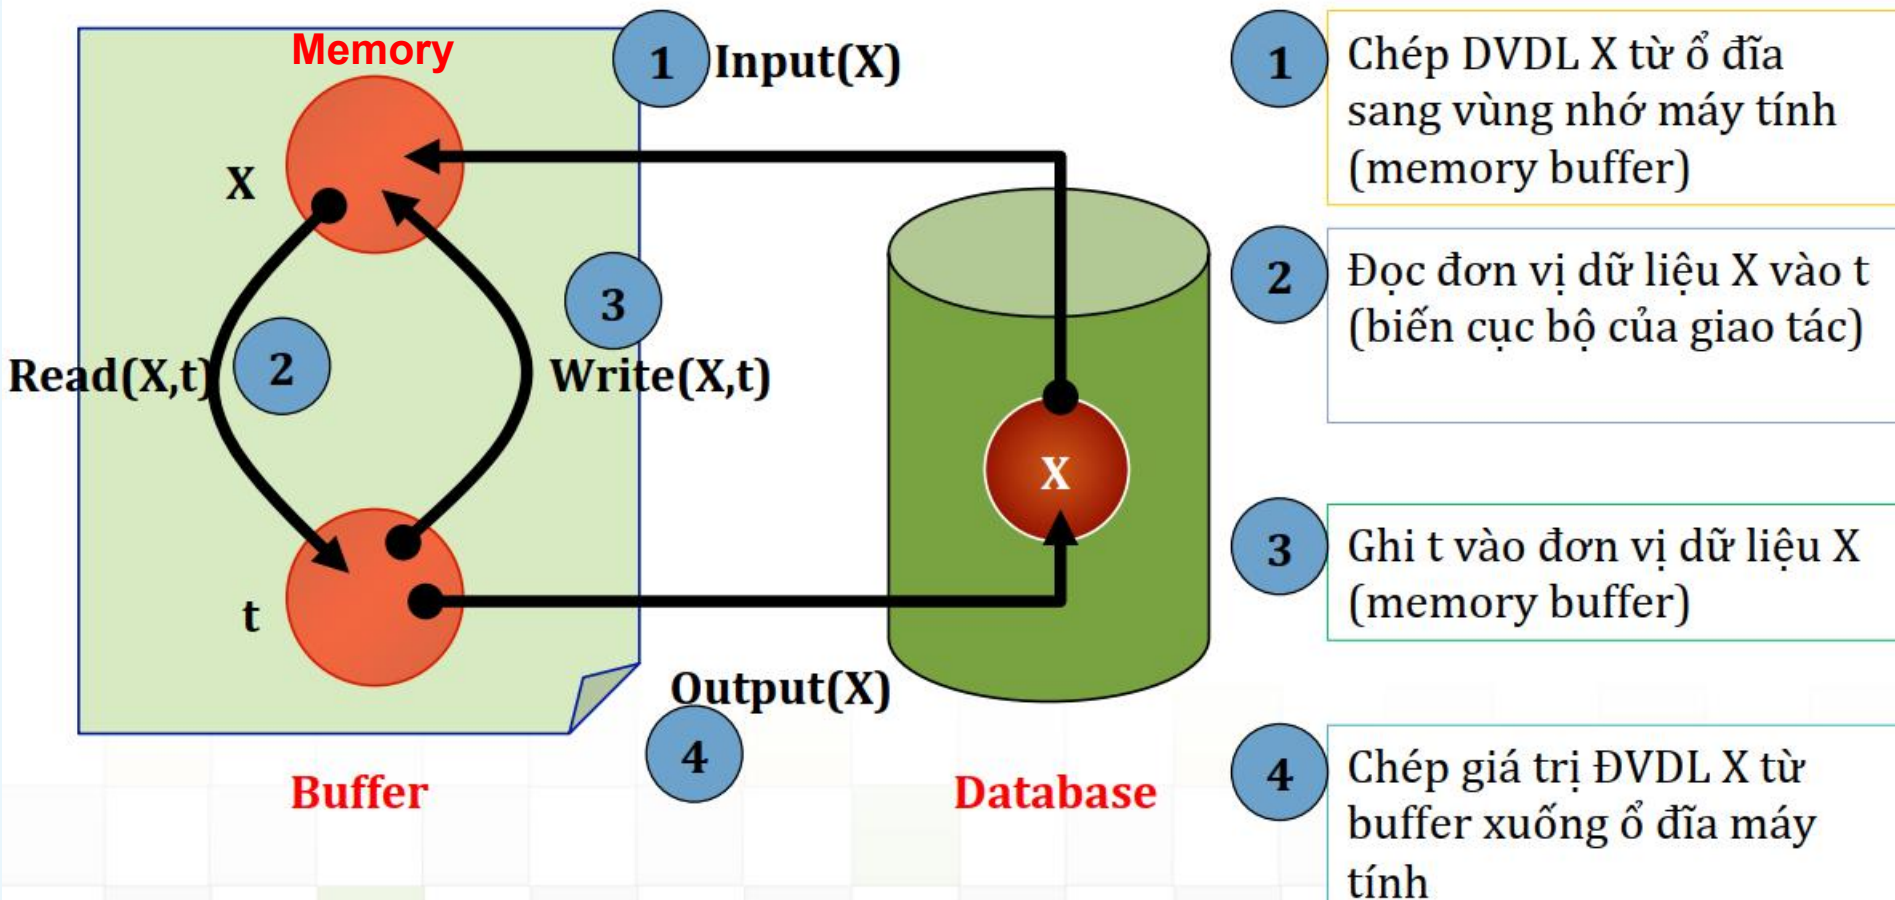 Memory
1
Input(X)
X
3
Read(X,t)
2
Write(X,t)
X
t
Output(X)
4
Buffer
Database
1
Chép DVDL X từ ổ đĩa
sang vùng nhớ máy tính
(memory buffer)
2
Đọc đơn vị dữ liệu X vào t
(biến cục bộ của giao tác)
3
Ghi t vào đơn vị dữ liệu X
(memory buffer)
4
Chép giá trị ĐVDL X từ
buffer xuống ổ đĩa máy
tính